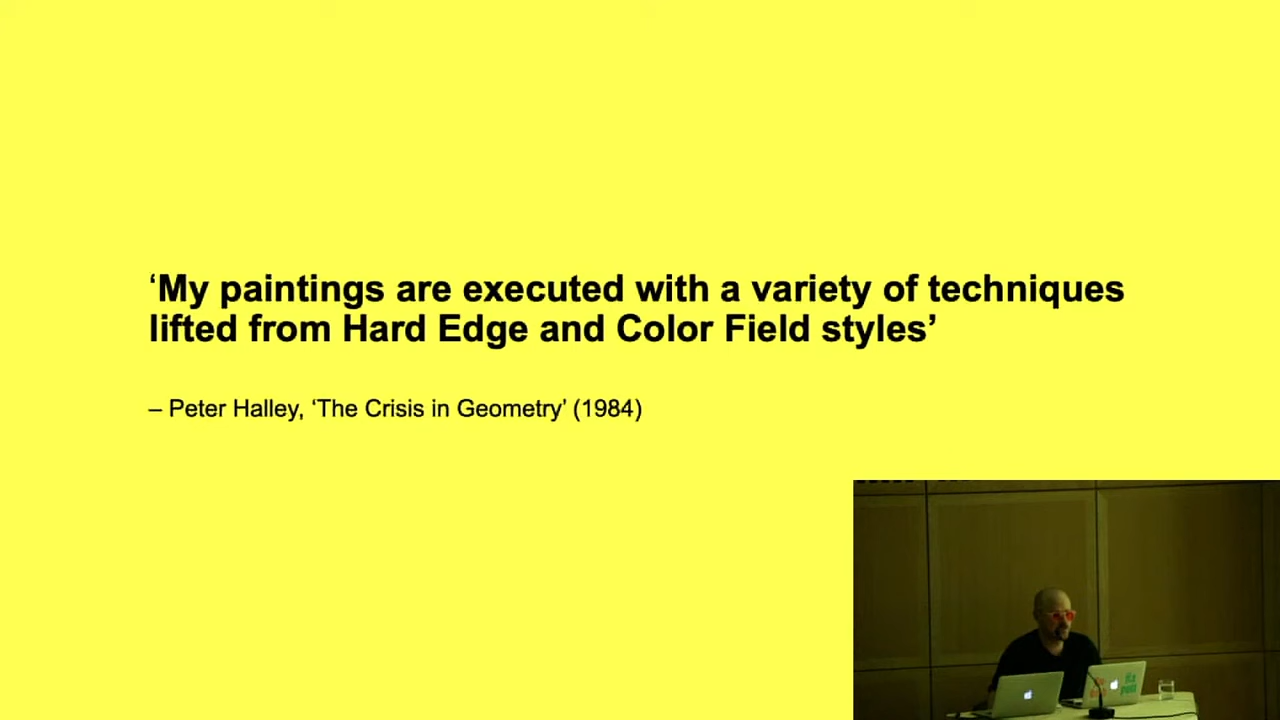 ‘My paintings are executed with a variety of techniques
lifted from Hard Edge and Color Field styles’
– Peter Halley, ‘The Crisis in Geometry’ (1984)